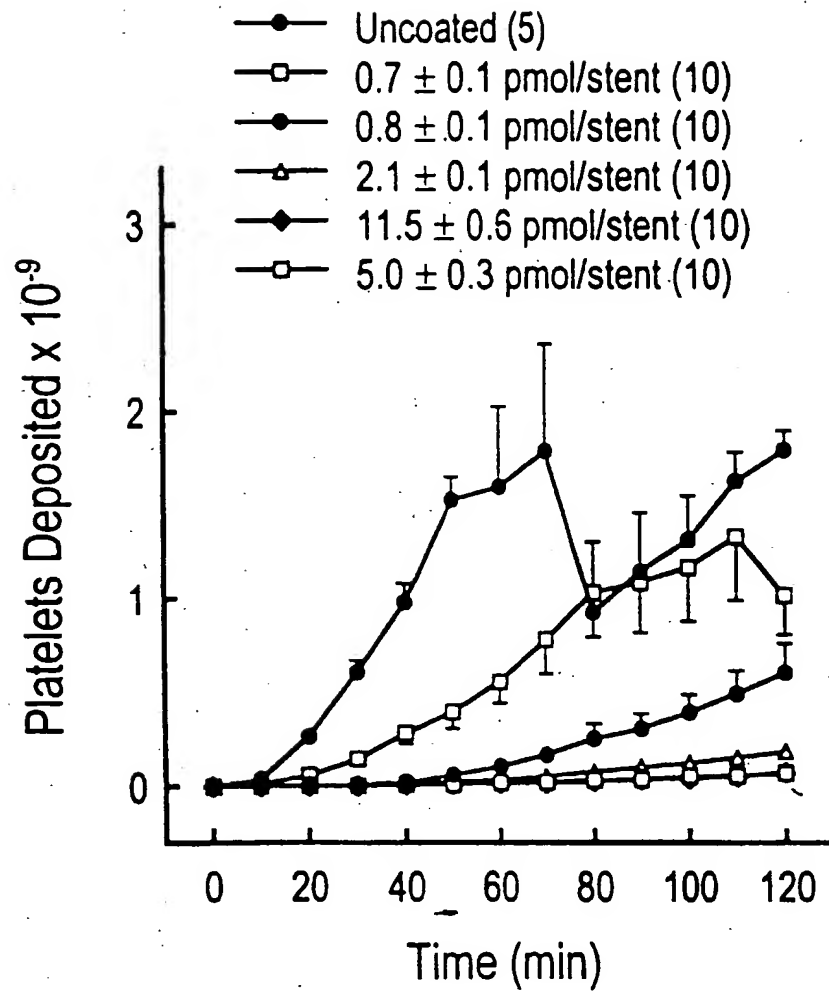 Uncoated (5)
0.7 ± 0.1 pmol/stent (10)
0.8 ± 0.1 pmol/stent (10)
2.1 ± 0.1 pmol/stent (10)
11.5 ± 0.6 pmol/stent (10)
5.0 ± 0.3 pmol/stent (10)
Platelets Deposited x 10⁻⁹
3
2
1
0
0 20 40 60 80 100 120
Time (min)